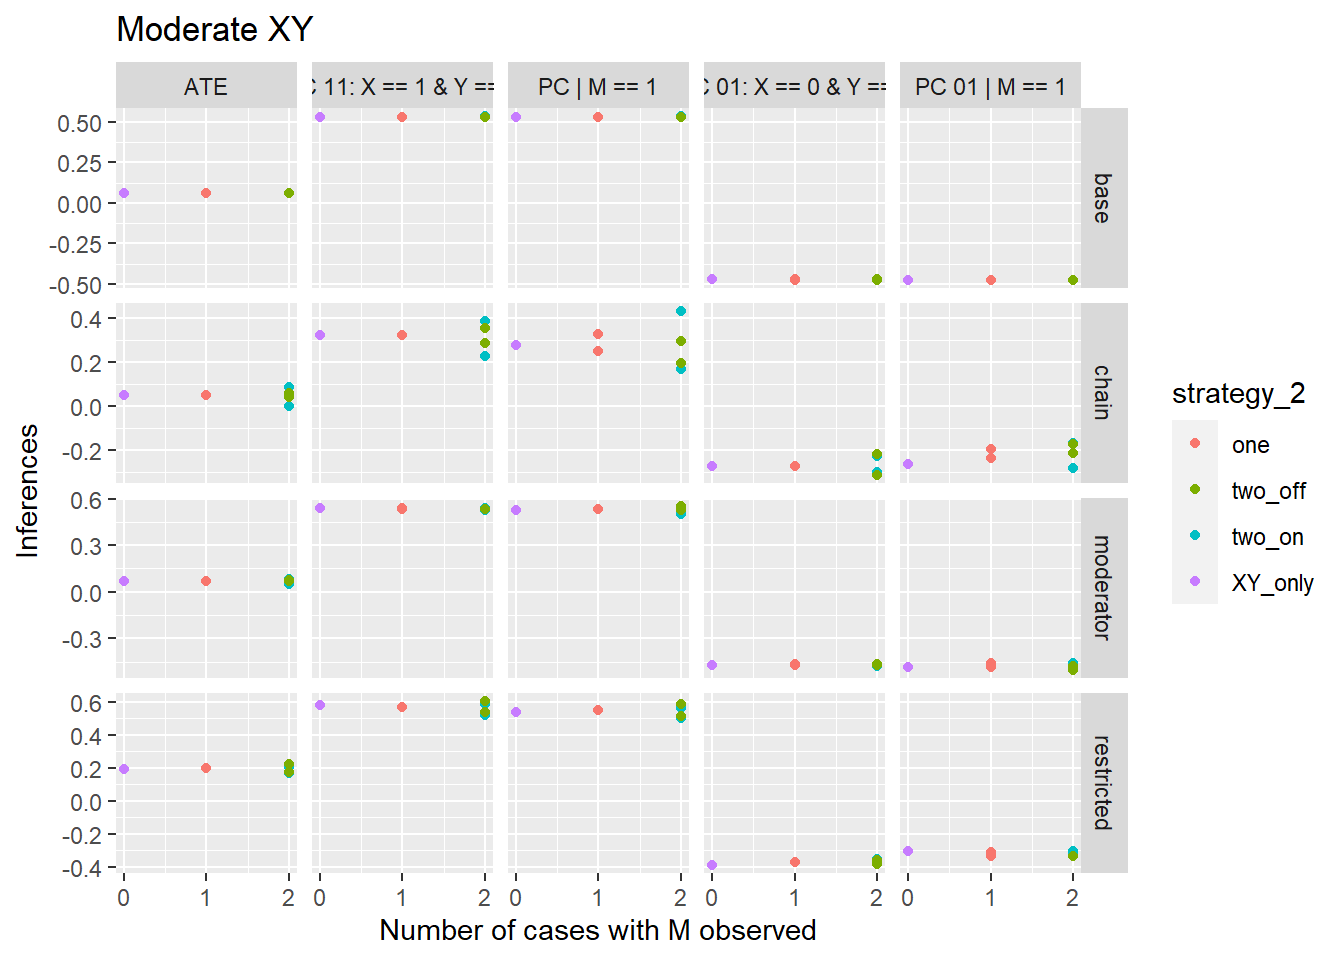 Moderate XY
ATE
C 11: X == 1 & Y ==
PC | M == 1
C 01: X == 0 & Y ==
PC 01 | M == 1
0.50
0.25
0.00
-0.25
-0.50
base
0.4
0.2
0.0
-0.2
chain
0.6
0.3
0.0
-0.3
moderator
0.6
0.4
0.2
0.0
-0.2
-0.4
restricted
0 1 2 0 1 2 0 1 2 0 1 2 0 1 2
Number of cases with M observed
Inferences
strategy_2
one
two_off
two_on
XY_only